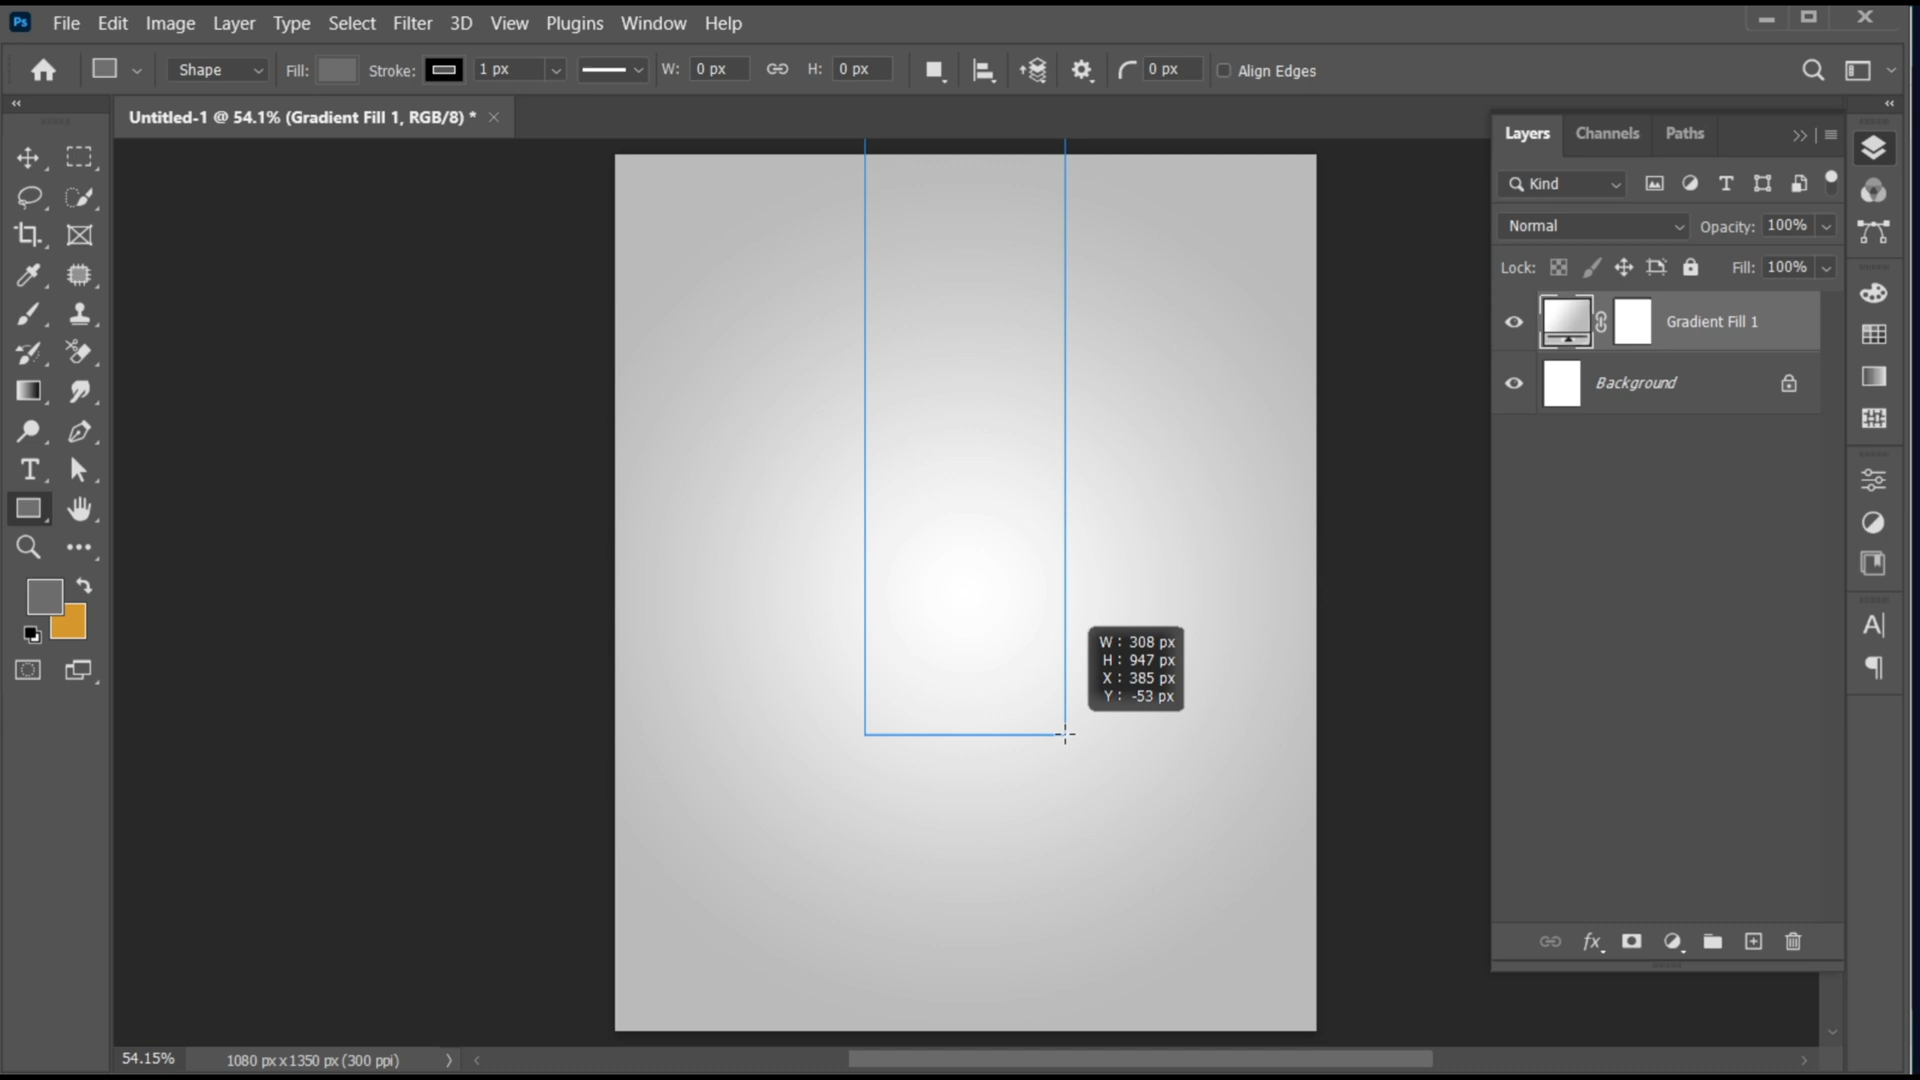 Ps File Edit Image Layer Type Select Filter 3D View Plugins Window Help
Shape Fill: Stroke: 1 px W: 0 px H: 0 px 0 px Align Edges
Untitled-1 @ 54.1% (Gradient Fill 1, RGB/8) *
Layers Channels Paths
Kind
Normal Opacity: 100%
Lock: Fill: 100%
Gradient Fill 1
Background
W : 308 px
H : 947 px
X : 385 px
Y : -53 px
fx
54.15% 1080 px x 1350 px (300 ppi)